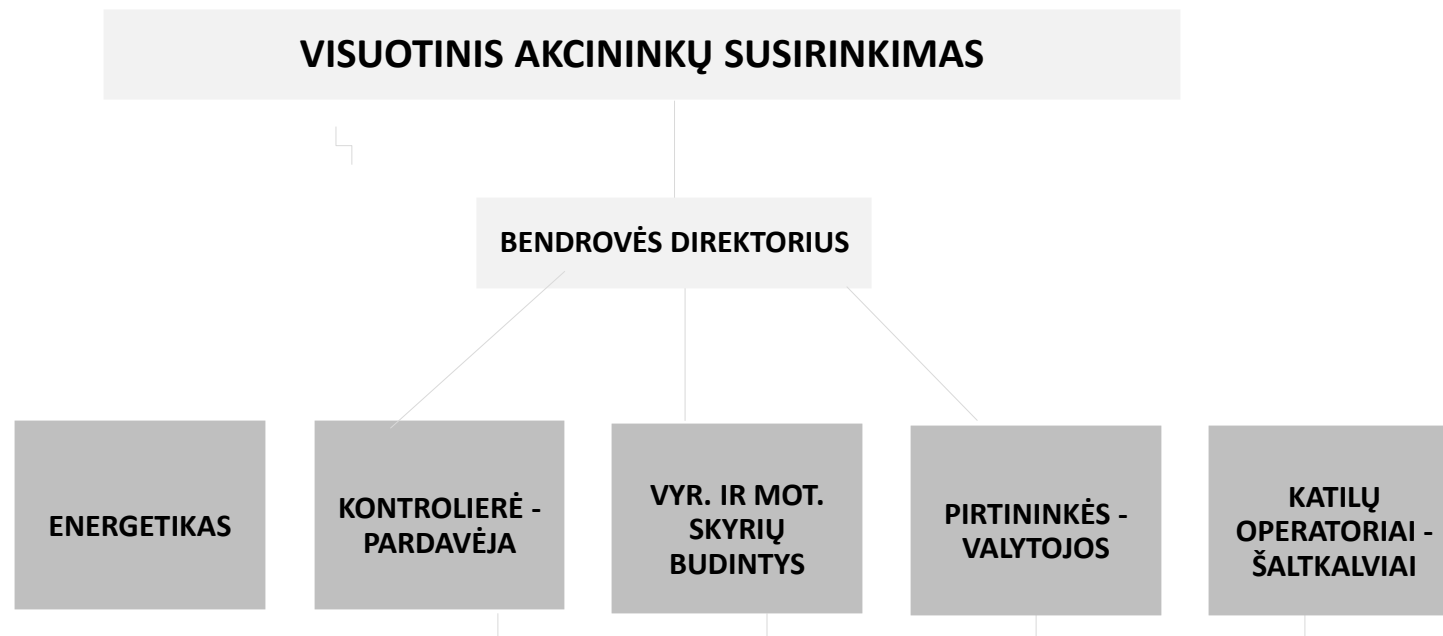 VISUOTINIS AKCININKŲ SUSIRINKIMAS
BENDROVĖS DIREKTORIUS
ENERGETIKAS
KONTROLIERĖ -
PARDAVĖJA
VYR. IR MOT.
SKYRIŲ
BUDINTYS
PIRTININKĖS -
VALYTOJOS
KATILŲ
OPERATORIAI -
ŠALTKALVIAI